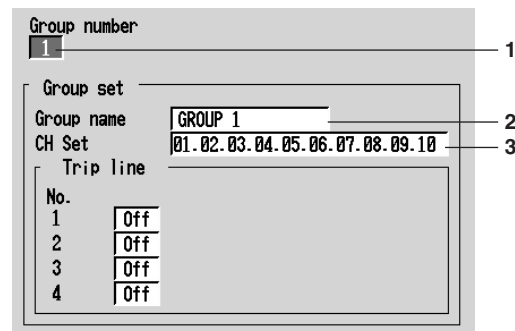 Group number
1 1
Group set
Group name GROUP 1 2
CH Set 01.02.03.04.05.06.07.08.09.10 3
Trip line
No.
1 Off
2 Off
3 Off
4 Off